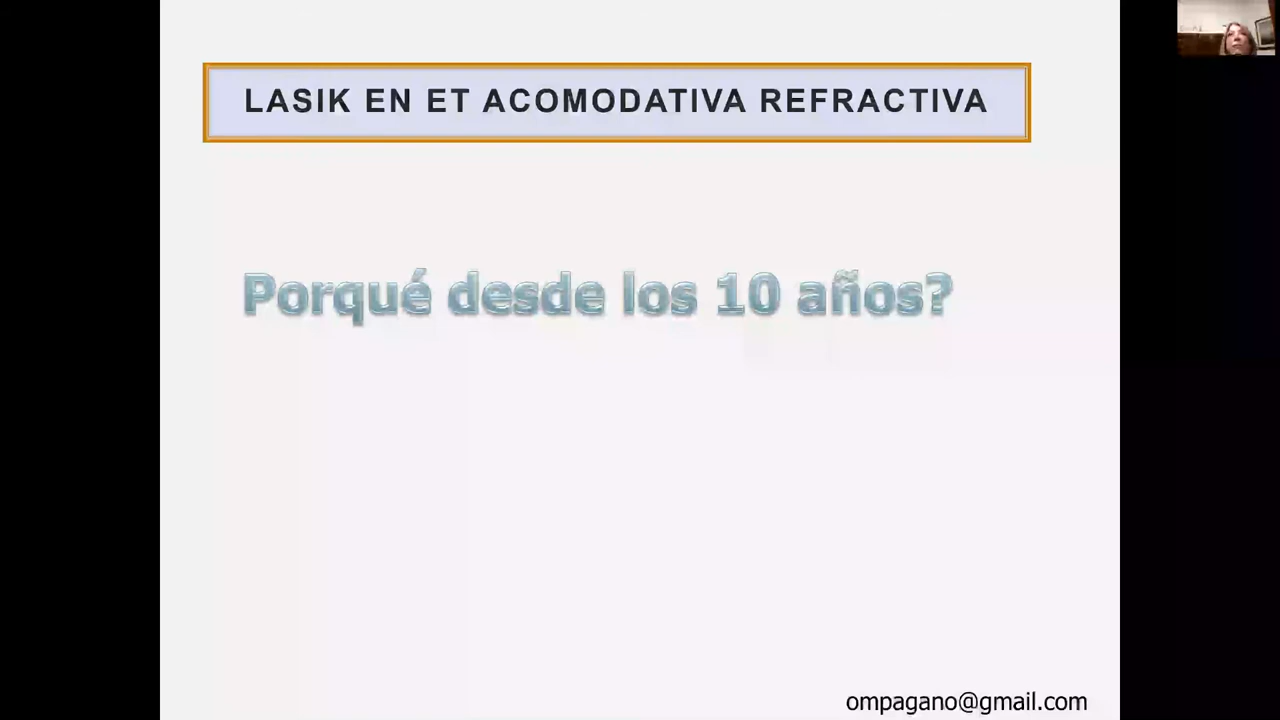 LASIK EN ET ACOMODATIVA REFRACTIVA
Porqué desde los 10 años?
ompagano@gmail.com